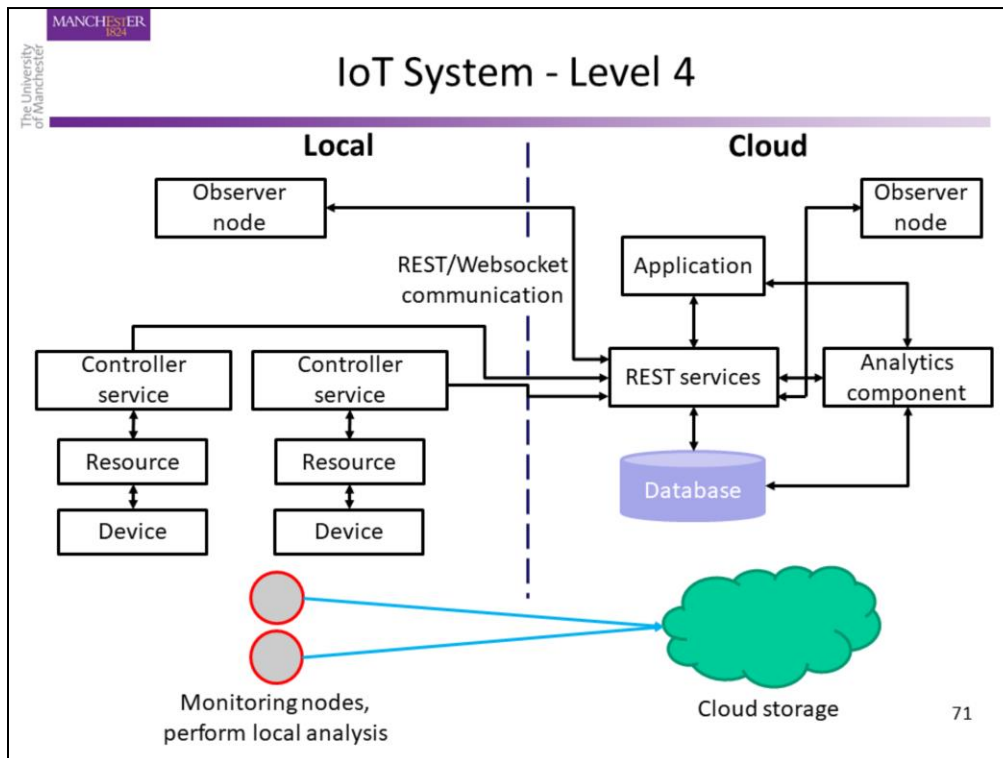 MANCHESTER
1824
The University
of Manchester
IoT System - Level 4
Local
Cloud
Observer
node
Observer
node
REST/Websocket
communication
Application
Controller
service
Controller
service
REST services
Analytics
component
Resource
Resource
Database
Device
Device
Monitoring nodes,
perform local analysis
Cloud storage
71